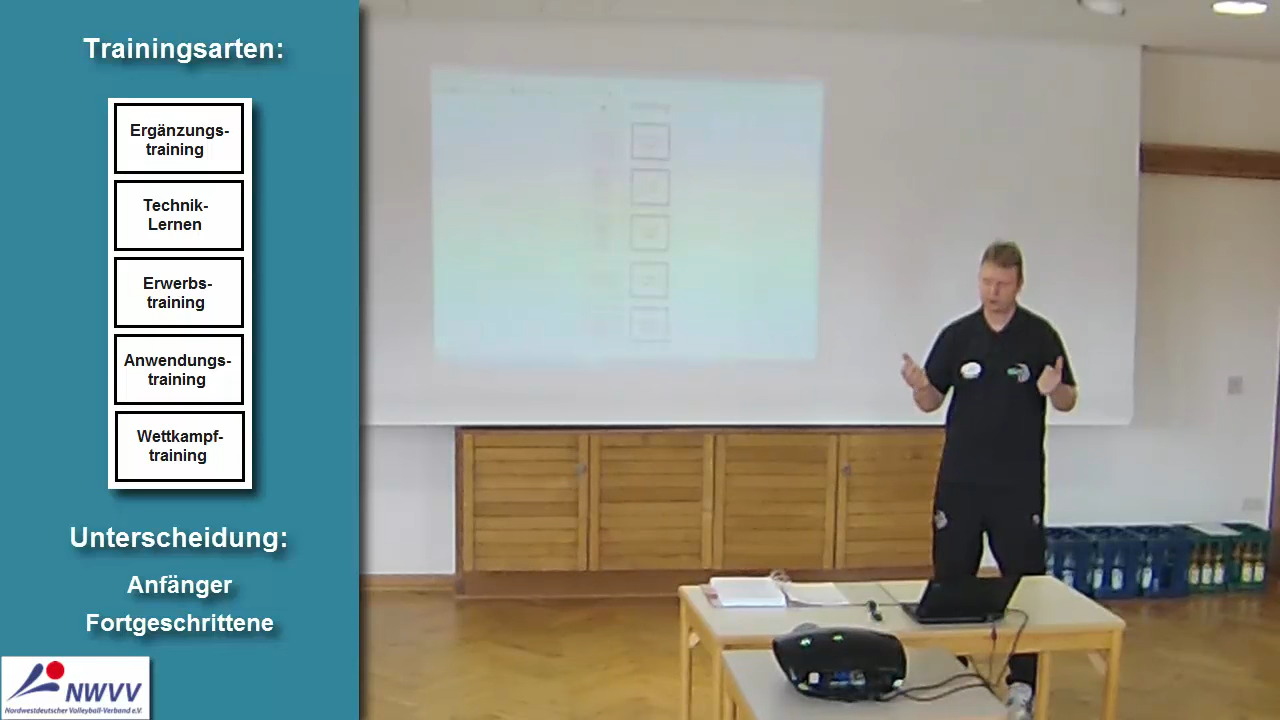 Trainingsarten:
Ergänzungs-
training
Technik-
Lernen
Erwerbs-
training
Anwendungs-
training
Wettkampf-
training
Unterscheidung:
Anfänger
Fortgeschrittene
NWVV
Nordwestdeutscher Volleyball-Verband e.V.